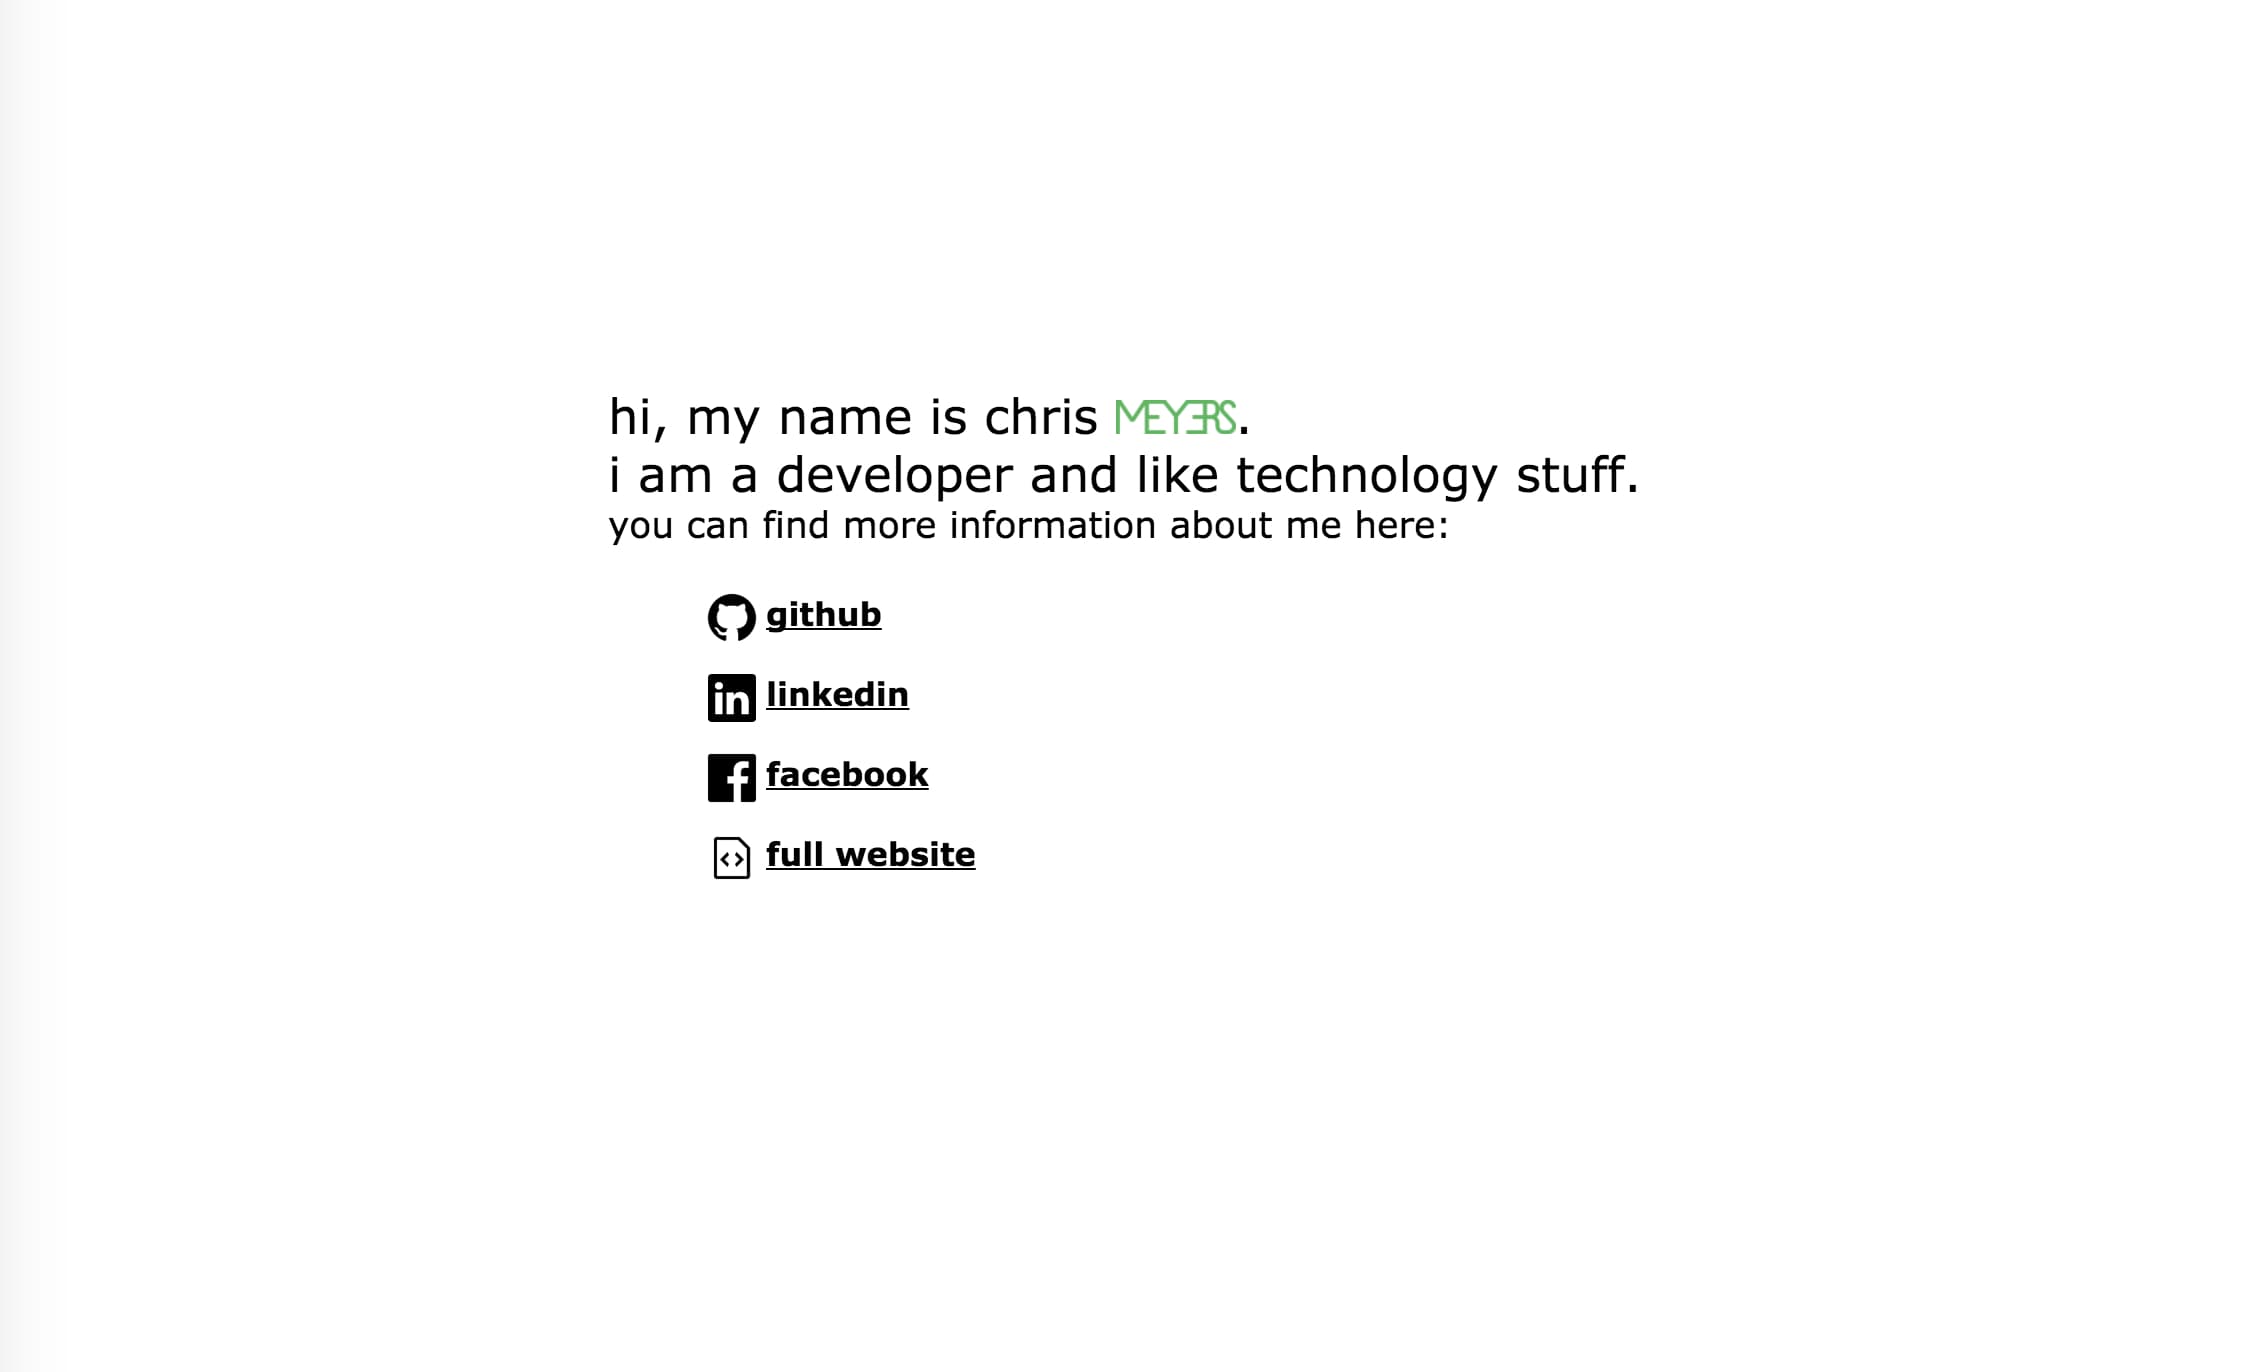 hi, my name is chris MEYERS.
i am a developer and like technology stuff.
you can find more information about me here:
github
in linkedin
f facebook
<> full website